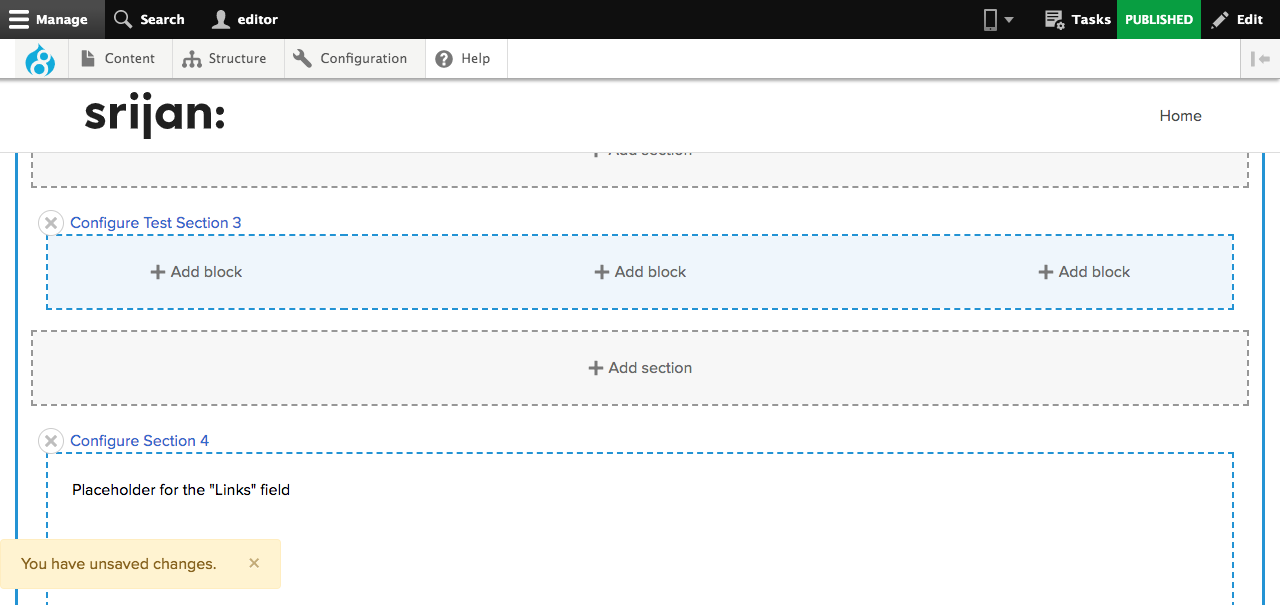 Manage Search editor Tasks PUBLISHED Edit
Content Structure Configuration Help
srijan: Home
Add section
Configure Test Section 3
Add block Add block Add block
Add section
Configure Section 4
Placeholder for the "Links" field
You have unsaved changes.